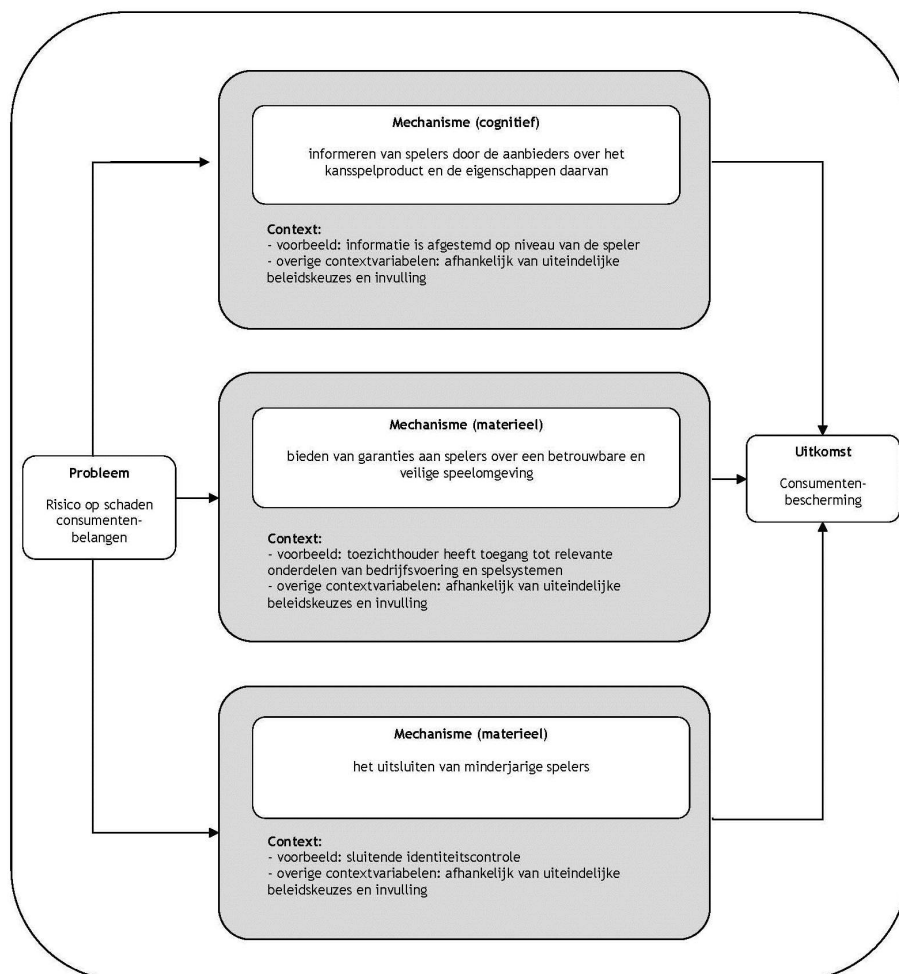 Mechanisme (cognitief)
informeren van spelers door de aanbieders over het
kansspelproduct en de eigenschappen daarvan
Context:
- voorbeeld: informatie is afgestemd op niveau van de speler
- overige contextvariabelen: afhankelijk van uiteindelijke
beleidskeuzes en invulling
Probleem
Risico op schaden
consumenten-
belangen
Mechanisme (materieel)
bieden van garanties aan spelers over een betrouwbare en
veilige speelomgeving
Context:
- voorbeeld: toezichthouder heeft toegang tot relevante
onderdelen van bedrijfsvoering en spelsystemen
- overige contextvariabelen: afhankelijk van uiteindelijke
beleidskeuzes en invulling
Uitkomst
Consumenten-
bescherming
Mechanisme (materieel)
het uitsluiten van minderjarige spelers
Context:
- voorbeeld: sluitende identiteitscontrole
- overige contextvariabelen: afhankelijk van uiteindelijke
beleidskeuzes en invulling